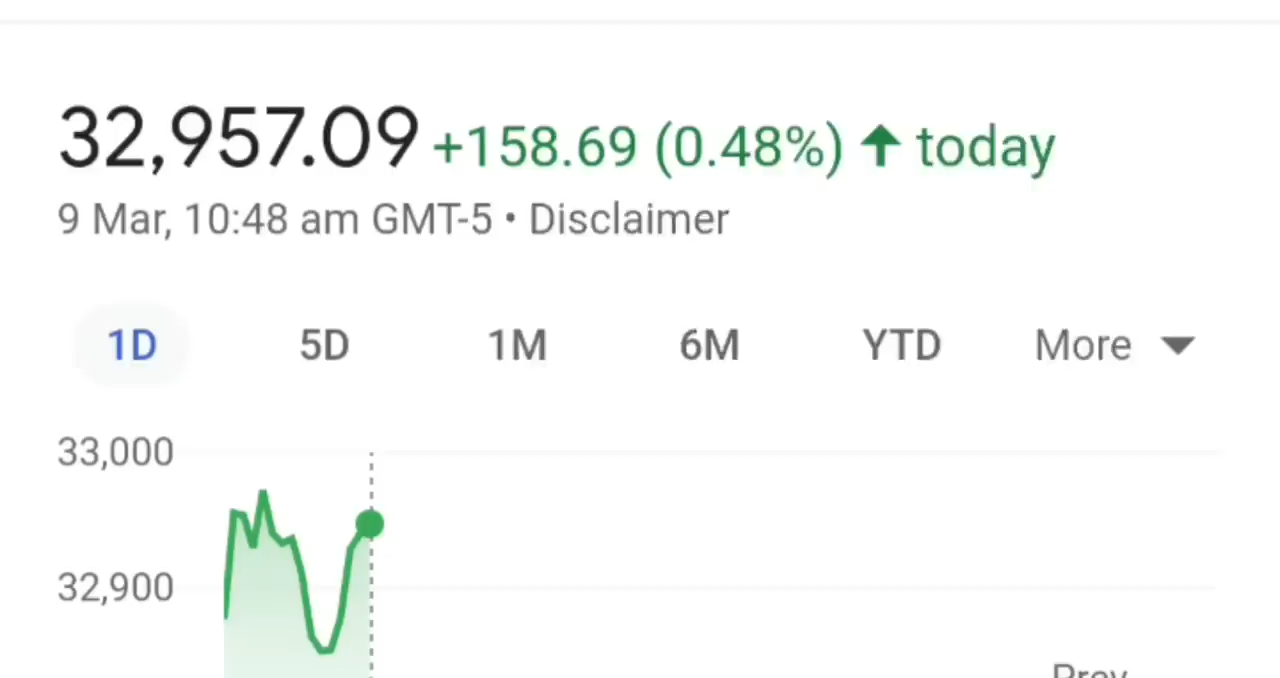 32,957.09 +158.69 (0.48%) ↑ today
9 Mar, 10:48 am GMT-5 • Disclaimer
1D 5D 1M 6M YTD More
33,000
32,900
Prev